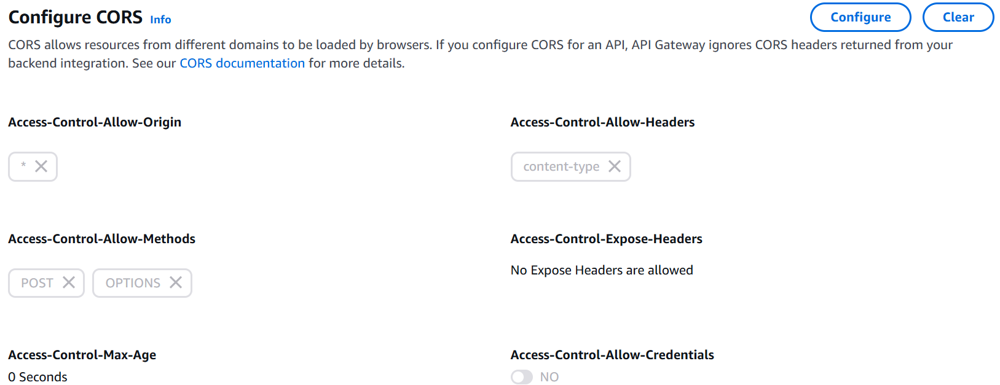 Configure CORS Info
Configure
Clear
CORS allows resources from different domains to be loaded by browsers. If you configure CORS for an API, API Gateway ignores CORS headers returned from your
backend integration. See our CORS documentation for more details.
Access-Control-Allow-Origin
*
Access-Control-Allow-Headers
content-type
Access-Control-Allow-Methods
POST
OPTIONS
Access-Control-Expose-Headers
No Expose Headers are allowed
Access-Control-Max-Age
0 Seconds
Access-Control-Allow-Credentials
NO